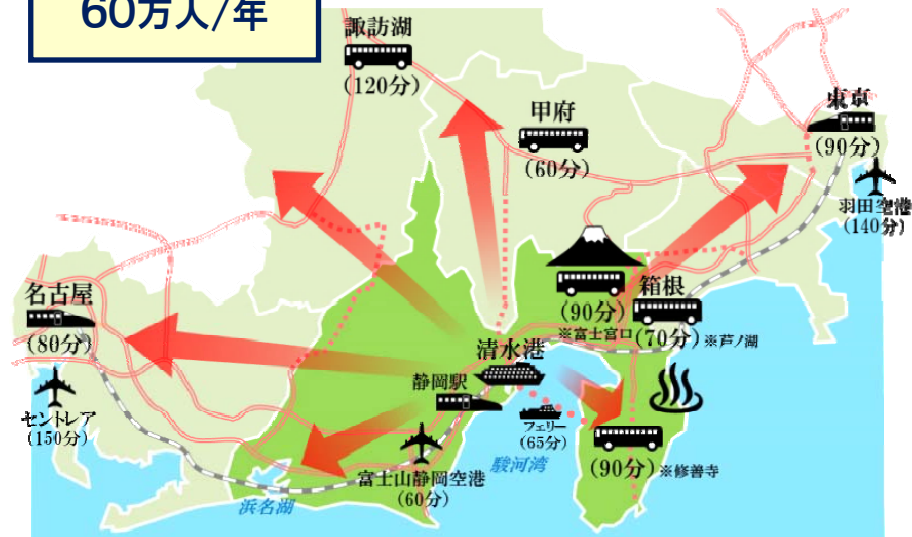 60万人/年
諏訪湖
(120分)
甲府
(60分)
東京
(90分)
羽田空港
(140分)
名古屋
(80分)
セントレア
(150分)
(90分)
※富士宮口
箱根
(70分)
※芦ノ湖
清水港
静岡駅
フェリー
(65分)
駿河湾
(90分)
※修善寺
富士山静岡空港
(60分)
浜名湖